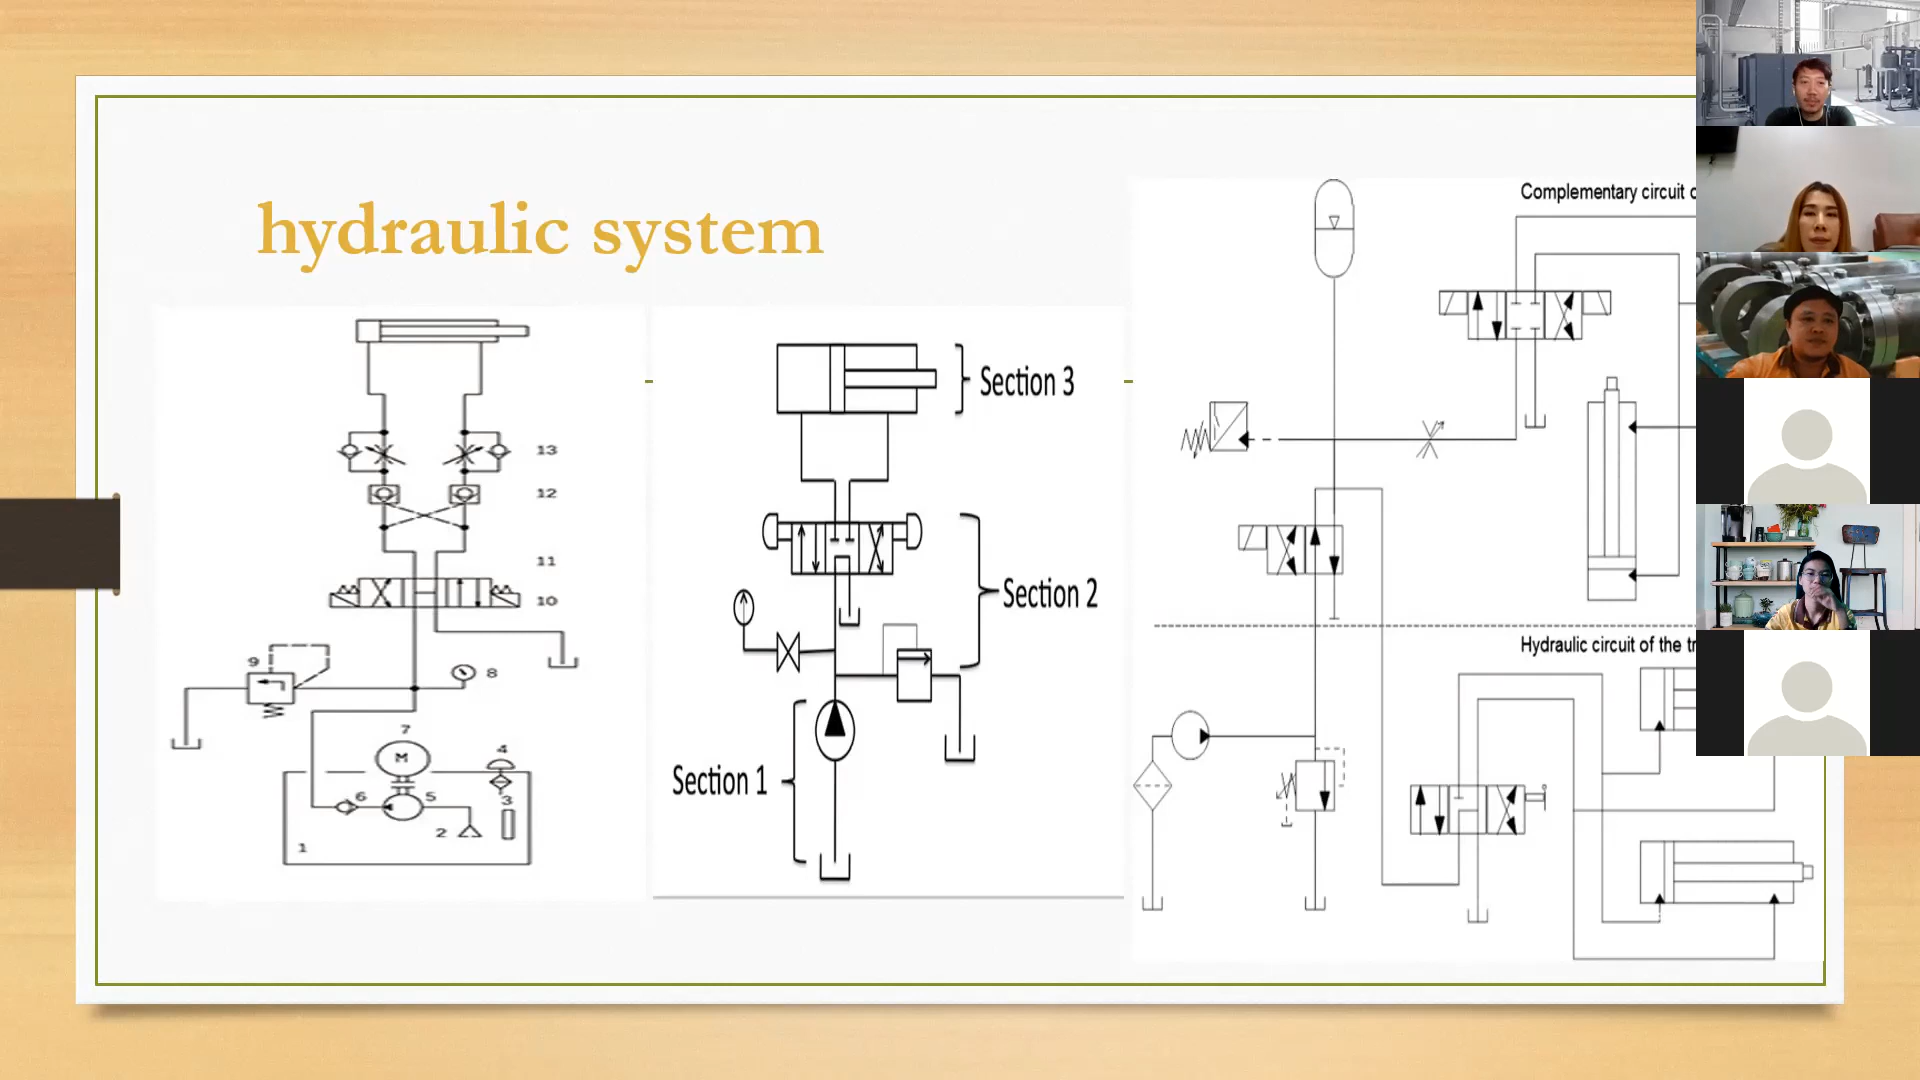 hydraulic system
13
12
11
10
9
8
7
M
4
6
5
3
2
1
Section 3
Section 2
Section 1
Complementary circuit
Hydraulic circuit of the